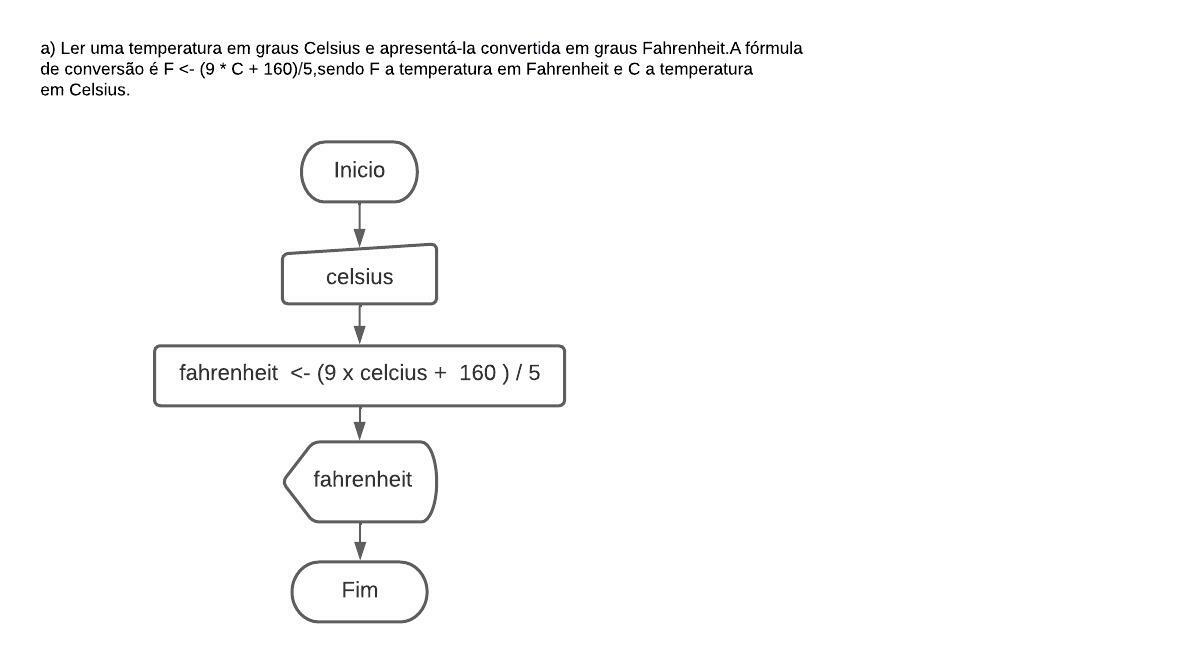 a) Ler uma temperatura em graus Celsius e apresentá-la convertida em graus Fahrenheit.A fórmula
de conversão é F <- (9 * C + 160)/5,sendo F a temperatura em Fahrenheit e C a temperatura
em Celsius.
Inicio
celsius
fahrenheit <- (9 x celcius + 160 ) / 5
fahrenheit
Fim